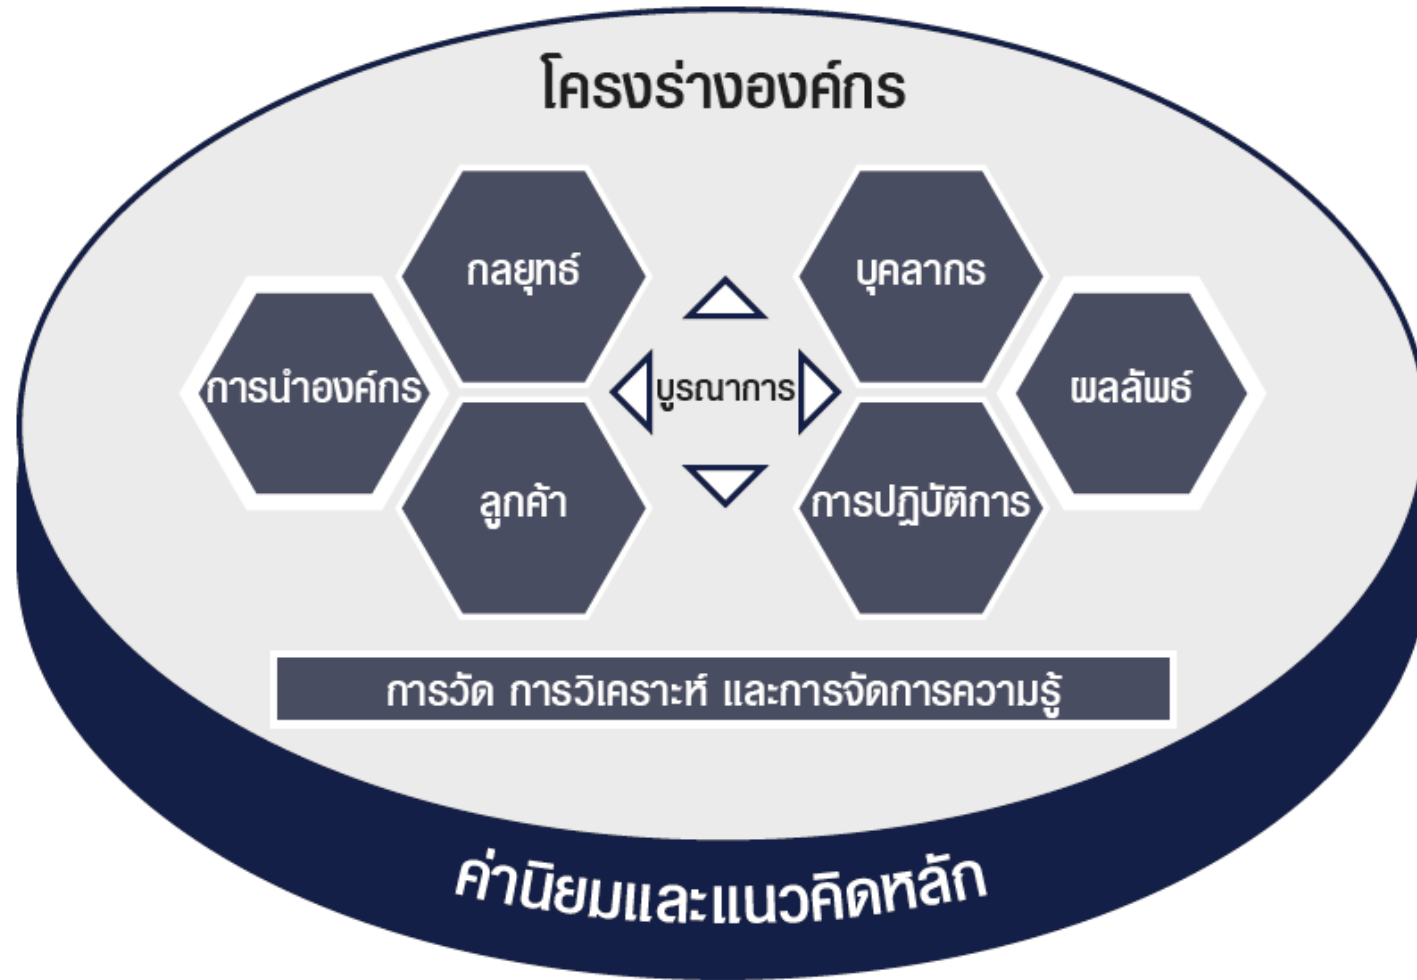 โครงร่างองค์กร
กลยุทธ์
บุคลากร
การนำองค์กร
บูรณาการ
ผลลัพธ์
ลูกค้า
การปฏิบัติการ
การวัด การวิเคราะห์ และการจัดการความรู้
ค่านิยมและแนวคิดหลัก